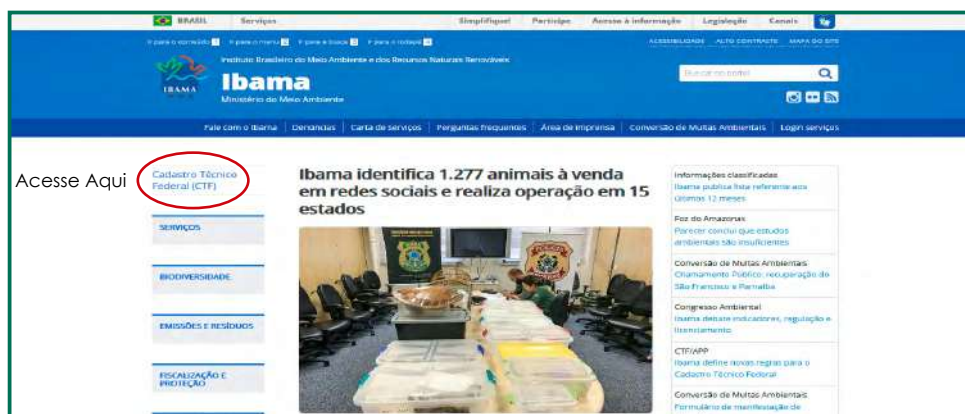 BRASIL Serviços Simplifique! Participe Acesso à informação Legislação Canais
Ir para o conteúdo 1 Ir para o menu 2 Ir para a busca 3 Ir para o rodapé 4 ACESSIBILIDADE ALTO CONTRASTE MAPA DO SITE
Instituto Brasileiro do Meio Ambiente e dos Recursos Naturais Renováveis
IBAMA
Ibama
Ministério do Meio Ambiente
Buscar no portal
Fale com o Ibama Denúncias Carta de serviços Perguntas frequentes Área de imprensa Conversão de Multas Ambientais Login serviços
Acesse Aqui
Cadastro Técnico
Federal (CTF)
SERVIÇOS
BIODIVERSIDADE
EMISSÕES E RESÍDUOS
FISCALIZAÇÃO E
PROTEÇÃO
Ibama identifica 1.277 animais à venda
em redes sociais e realiza operação em 15
estados
Informações classificadas
Ibama publica lista referente aos
últimos 12 meses
Foz do Amazonas
Parecer conclui que estudos
ambientais são insuficientes
Conversão de Multas Ambientais
Chamamento Público: recuperação do
São Francisco e Parnaíba
Congresso Ambiental
Ibama debate indicadores, regulação e
licenciamento
CTF/APP
Ibama define novas regras para o
Cadastro Técnico Federal
Conversão de Multas Ambientais
Formulário de manifestação de